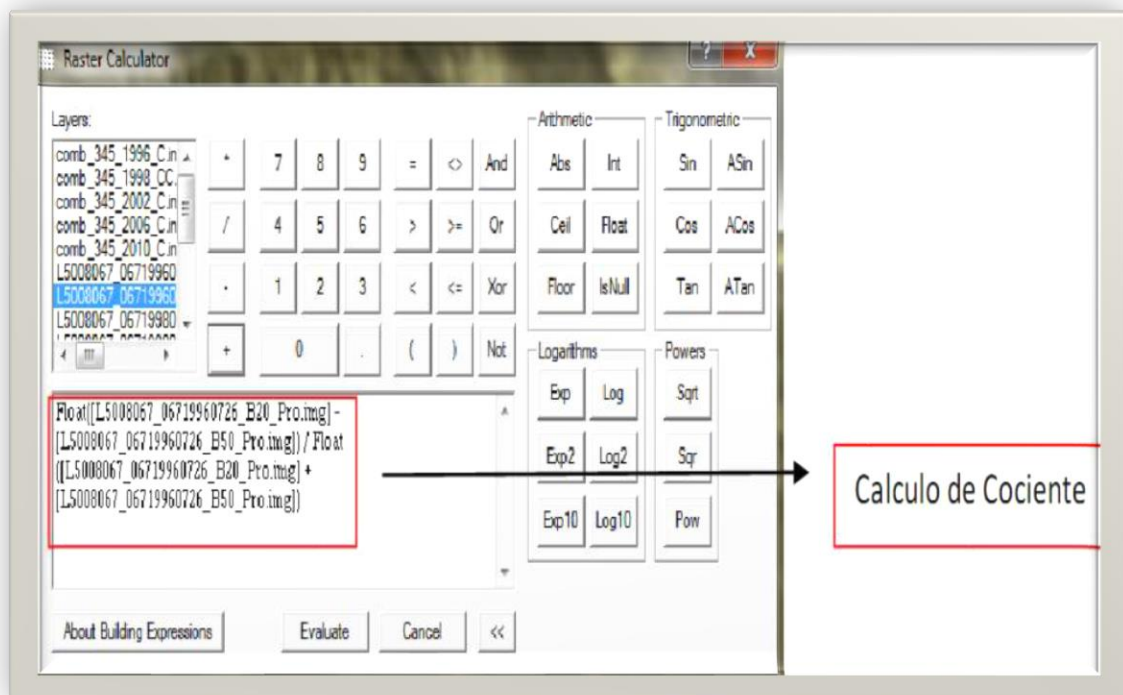 Raster Calculator
? X
Layers:
comb_345_1996_C.in
comb_345_1998_CC.
comb_345_2002_C.in
comb_345_2006_C.in
comb_345_2010_C.in
L5008067_06719960
L5008067_06719960
L5008067_06719980
* 7 8 9 = <> And
/ 4 5 6 > >= Or
- 1 2 3 < <= Xor
+ 0 . ( ) Not
Arithmetic
Abs Int
Ceil Float
Floor IsNull
Trigonometric
Sin ASin
Cos ACos
Tan ATan
Logarithms
Exp Log
Exp2 Log2
Exp10 Log10
Powers
Sqrt
Sqr
Pow
Float([L5008067_06719960726_B20_Pro.img] -
[L5008067_06719960726_B50_Pro.img]) / Float
([L5008067_06719960726_B20_Pro.img] +
[L5008067_06719960726_B50_Pro.img])
Calculo de Cociente
About Building Expressions Evaluate Cancel <<